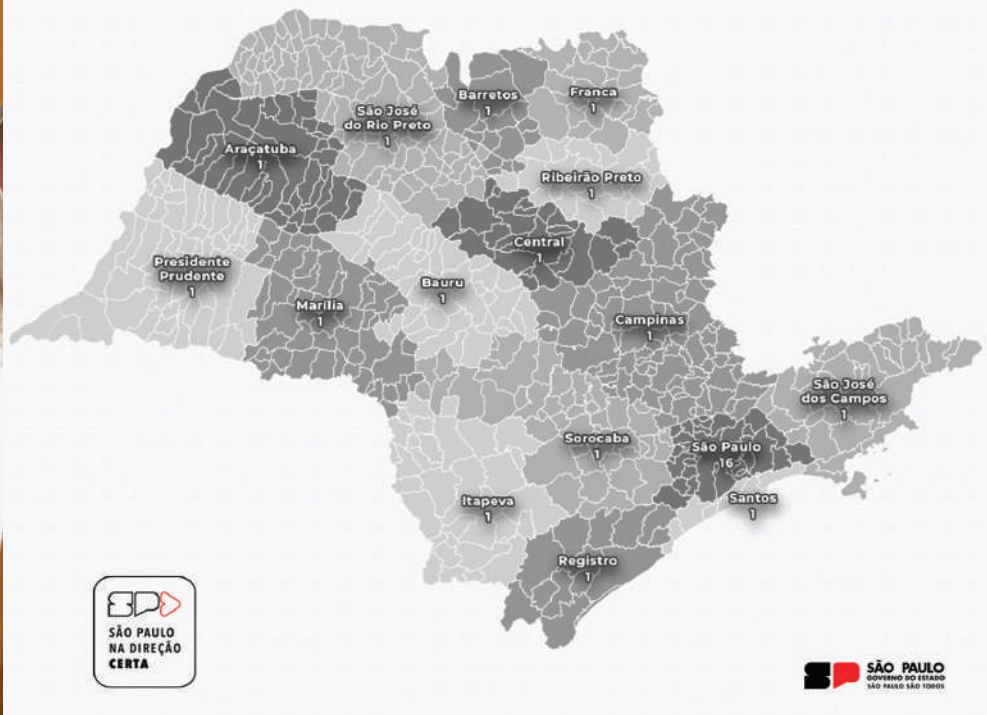 Barretos
1
Franca
1
São José
do Rio Preto
1
Araçatuba
1
Ribeirão Preto
1
Central
1
Presidente
Prudente
1
Bauru
1
Marília
1
Campinas
1
São José
dos Campos
1
Sorocaba
1
São Paulo
16
Santos
1
Itapeva
1
Registro
1
SP
SÃO PAULO
NA DIREÇÃO
CERTA
SP
SÃO PAULO
GOVERNO DO ESTADO
SÃO PAULO SÃO TODOS